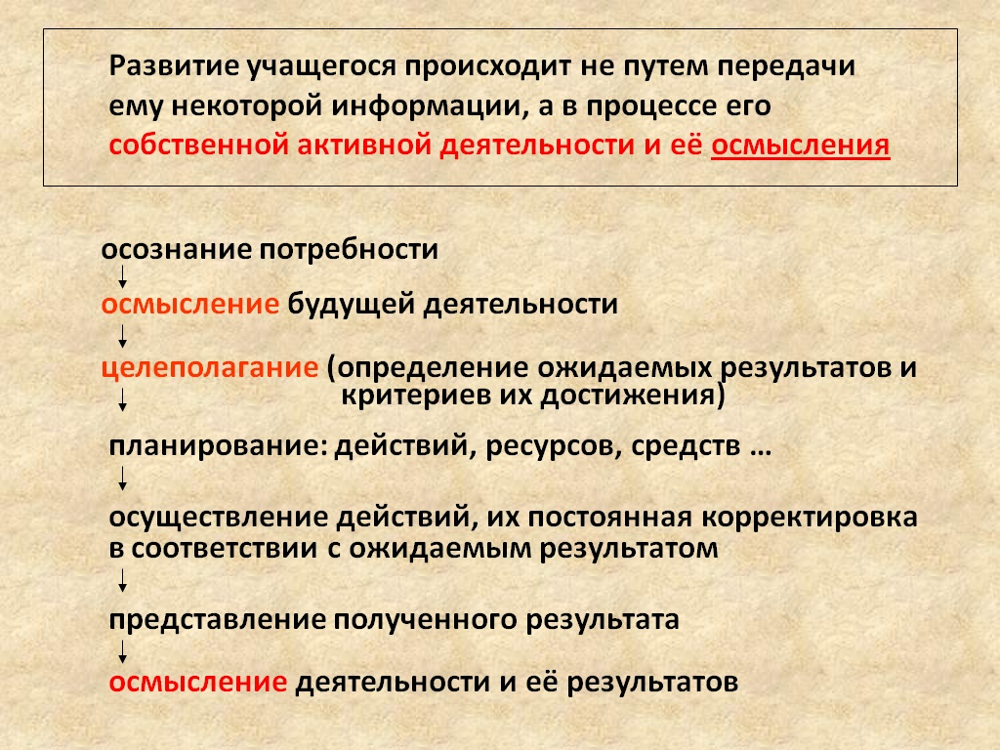 Развитие учащегося происходит не путем передачи
ему некоторой информации, а в процессе его
собственной активной деятельности и её осмысления
осознание потребности
осмысление будущей деятельности
целеполагание (определение ожидаемых результатов и
критериев их достижения)
планирование: действий, ресурсов, средств ...
осуществление действий, их постоянная корректировка
в соответствии с ожидаемым результатом
представление полученного результата
осмысление деятельности и её результатов